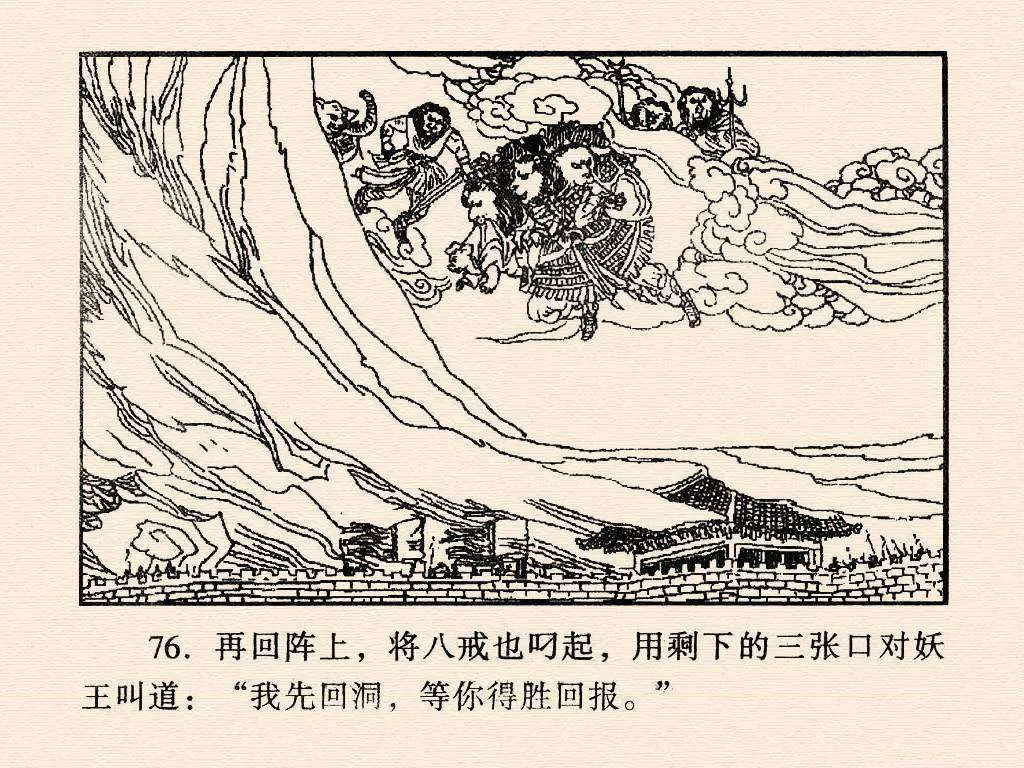 76. 再回阵上，将八戒也叼起，用剩下的三张口对妖
王叫道：“我先回洞，等你得胜回报。”